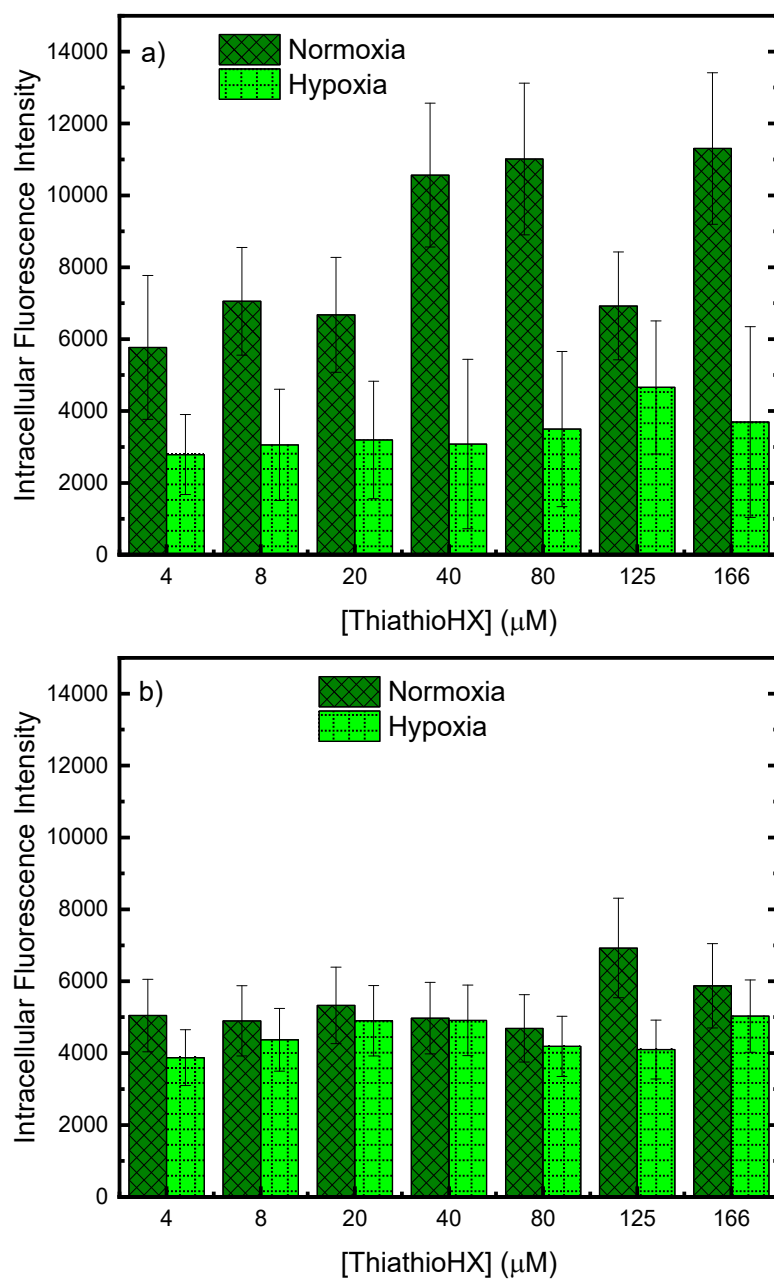 a)
Normoxia
Hypoxia
14000
12000
10000
8000
6000
4000
2000
0
Intracellular Fluorescence Intensity
4 8 20 40 80 125 166
[ThiathioHX] (μM)
b)
Normoxia
Hypoxia
14000
12000
10000
8000
6000
4000
2000
0
Intracellular Fluorescence Intensity
4 8 20 40 80 125 166
[ThiathioHX] (μM)